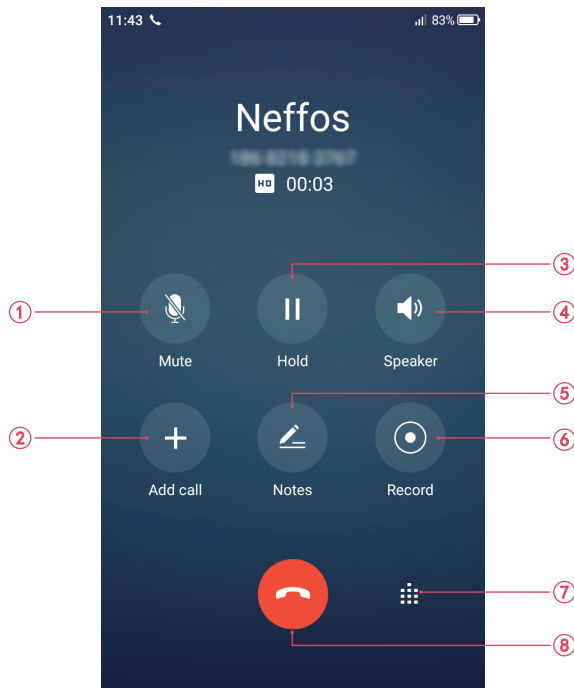 11:43 83%
Neffos
HD 00:03
③
① ④
Mute Hold Speaker
⑤
② ⑥
Add call Notes Record
⑦
⑧